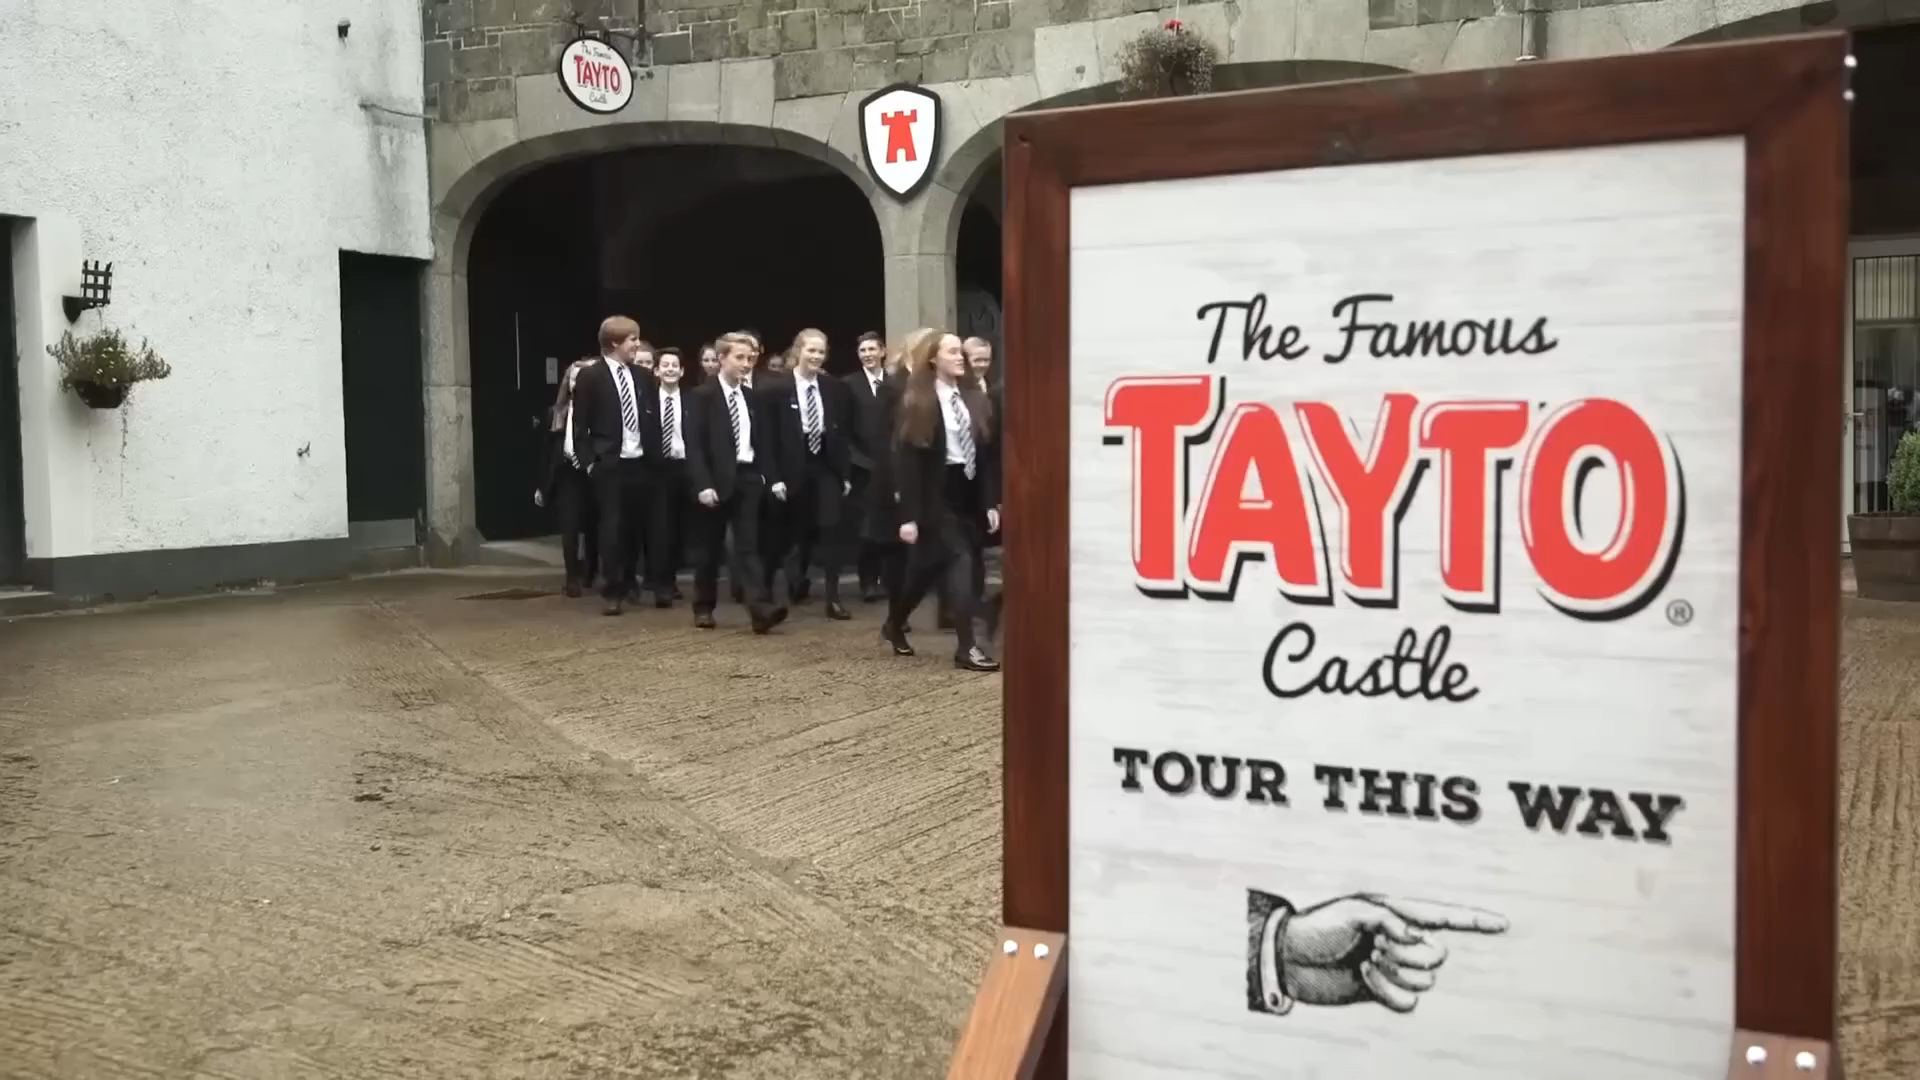 The Famous
TAYTO
Castle
The Famous
TAYTO®
Castle
TOUR THIS WAY